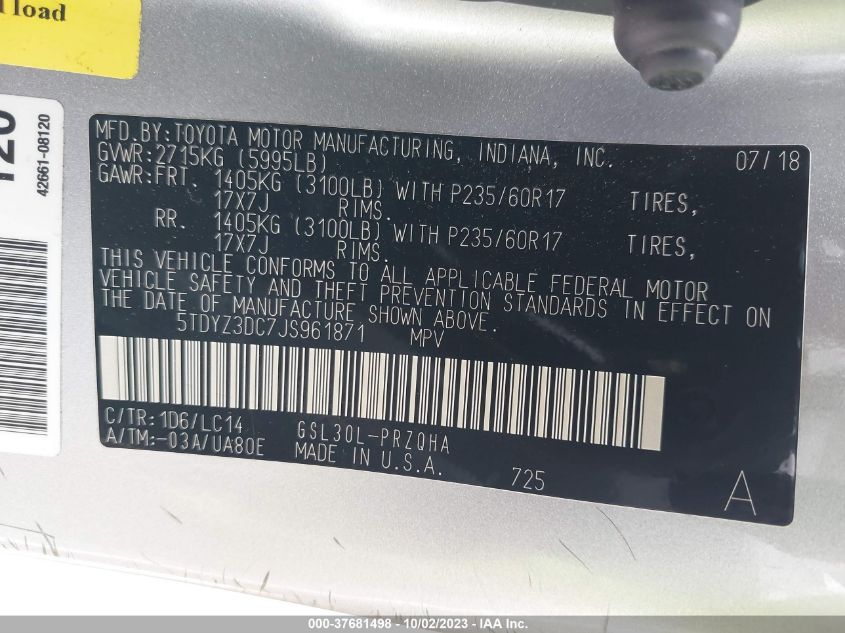 l load
120
42661-08120
MFD.BY:TOYOTA MOTOR MANUFACTURING, INDIANA, INC. 07/18
GVWR:2715KG (5995LB)
GAWR:FRT. 1405KG (3100LB) WITH P235/60R17 TIRES,
17X7J RIMS.
RR. 1405KG (3100LB) WITH P235/60R17 TIRES,
17X7J RIMS.
THIS VEHICLE CONFORMS TO ALL APPLICABLE FEDERAL MOTOR
VEHICLE SAFETY AND THEFT PREVENTION STANDARDS IN EFFECT ON
THE DATE OF MANUFACTURE SHOWN ABOVE.
5TDYZ3DC7JS961871 MPV
C/TR:1D6/LC14 GSL30L-PRZQHA
A/TM:-03A/UA80E MADE IN U.S.A.
725 A
00-37681498 - 10/02/2023 - IAA Inc.